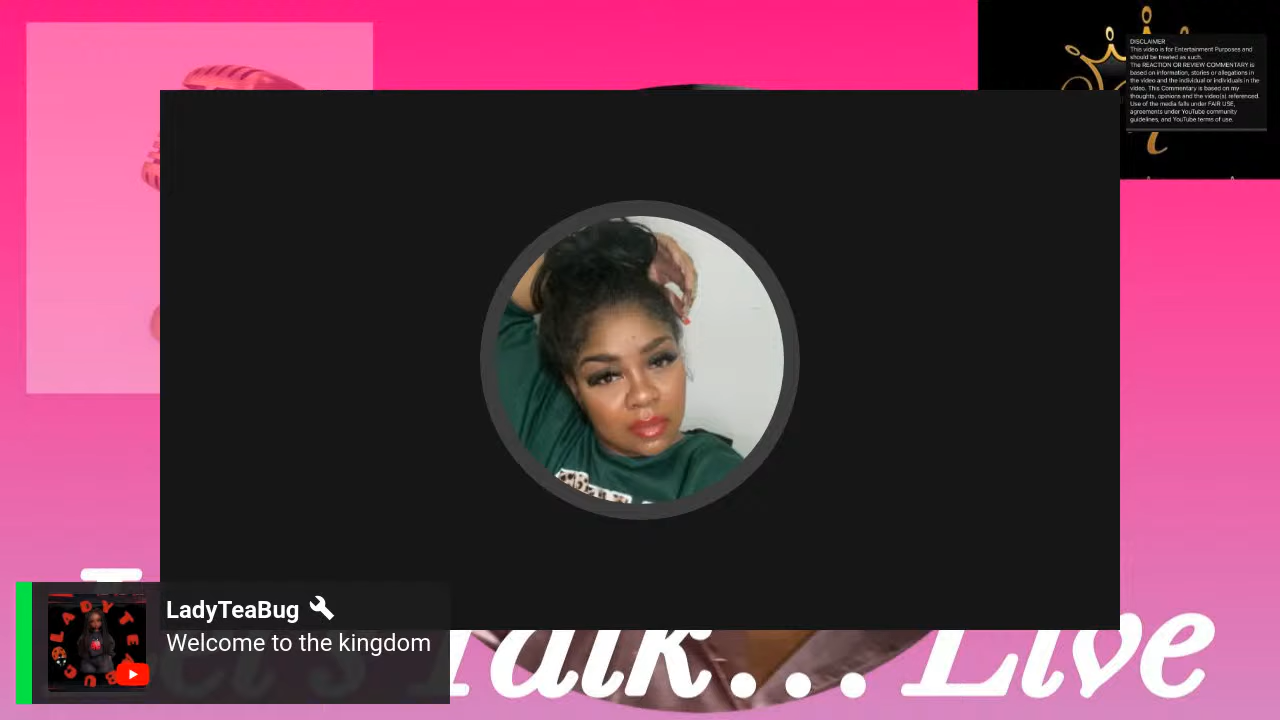 DISCLAIMER
This video is for Entertainment Purposes and
should be treated as such.
The REACTION OR REVIEW COMMENTARY is
based on information, stories or allegations in
the video and the individual or individuals in the
video. This Commentary is based on my
thoughts, opinions and the video(s) referenced.
Use of the media falls under FAIR USE,
agreements under YouTube community
guidelines, and YouTube terms of use.
LadyTeaBug
Welcome to the kingdom
Let's Talk... Live